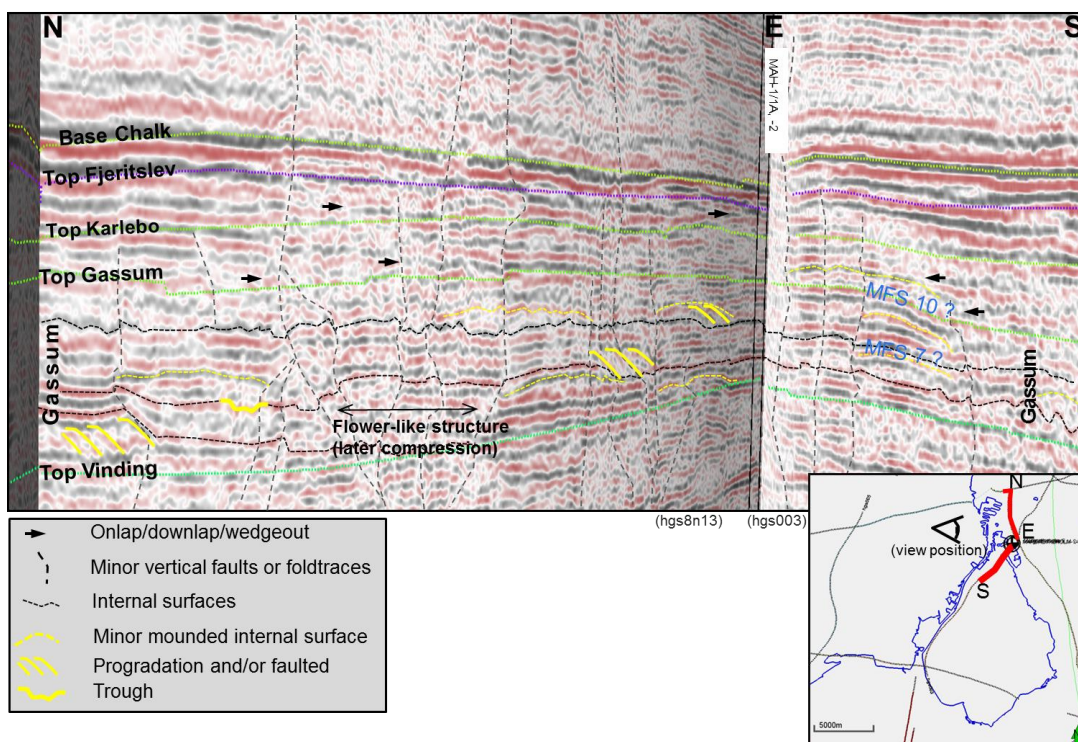 N
E
S
MAH-1/1A, -2
Base Chalk
Top Fjeritslev
Top Karlebo
Top Gassum
MFS 10 ?
MFS 7 ?
Gassum
Gassum
Flower-like structure
(later compression)
Top Vinding
(hgs8n13)
(hgs003)
Onlap/downlap/wedgeout
Minor vertical faults or foldtraces
Internal surfaces
Minor mounded internal surface
Progradation and/or faulted
Trough
N
(view position)
E
S
5000m